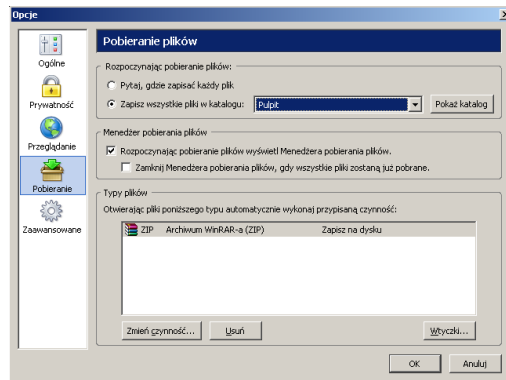 Opcje
Ogólne
Prywatność
Przeglądanie
Pobieranie
Zaawansowane
Pobieranie plików
Rozpoczynając pobieranie plików:
Pytaj, gdzie zapisać każdy plik
Zapisz wszystkie pliki w katalogu: Pulpit Pokaż katalog
Menedżer pobierania plików
Rozpoczynając pobieranie plików wyświetl Menedżera pobierania plików.
Zamknij Menedżera pobierania plików, gdy wszystkie pliki zostaną już pobrane.
Typy plików
Otwierając pliki poniższego typu automatycznie wykonaj przypisaną czynność:
ZIP Archiwum WinRAR-a (ZIP) Zapisz na dysku
Zmień czynność... Usuń Wtyczki...
OK Anuluj